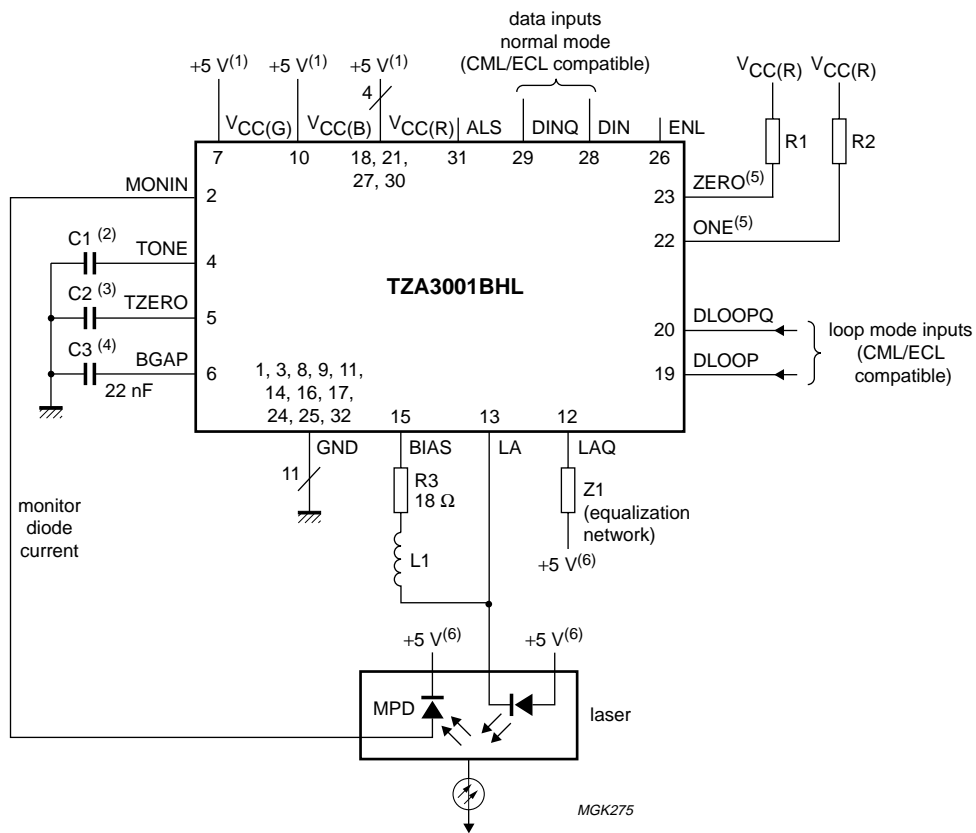 data inputs
normal mode
(CML/ECL compatible)
+5 V(1)
+5 V(1)
+5 V(1)
4
VCC(R)
VCC(R)
VCC(G)
VCC(B)
VCC(R)
ALS
DINQ
DIN
ENL
R1
R2
7
10
18, 21,
27, 30
31
29
28
26
MONIN
2
23
ZERO(5)
C1 (2)
TONE
4
22
ONE(5)
TZA3001BHL
C2 (3)
TZERO
5
20
DLOOPQ
C3 (4)
BGAP
6
22 nF
19
DLOOP
loop mode inputs
(CML/ECL
compatible)
1, 3, 8, 9, 11,
14, 16, 17,
24, 25, 32
15
13
12
GND
BIAS
LA
LAQ
11
R3
18 Ω
Z1
(equalization
network)
monitor
diode
current
L1
+5 V(6)
+5 V(6)
+5 V(6)
MPD
laser
MGK275